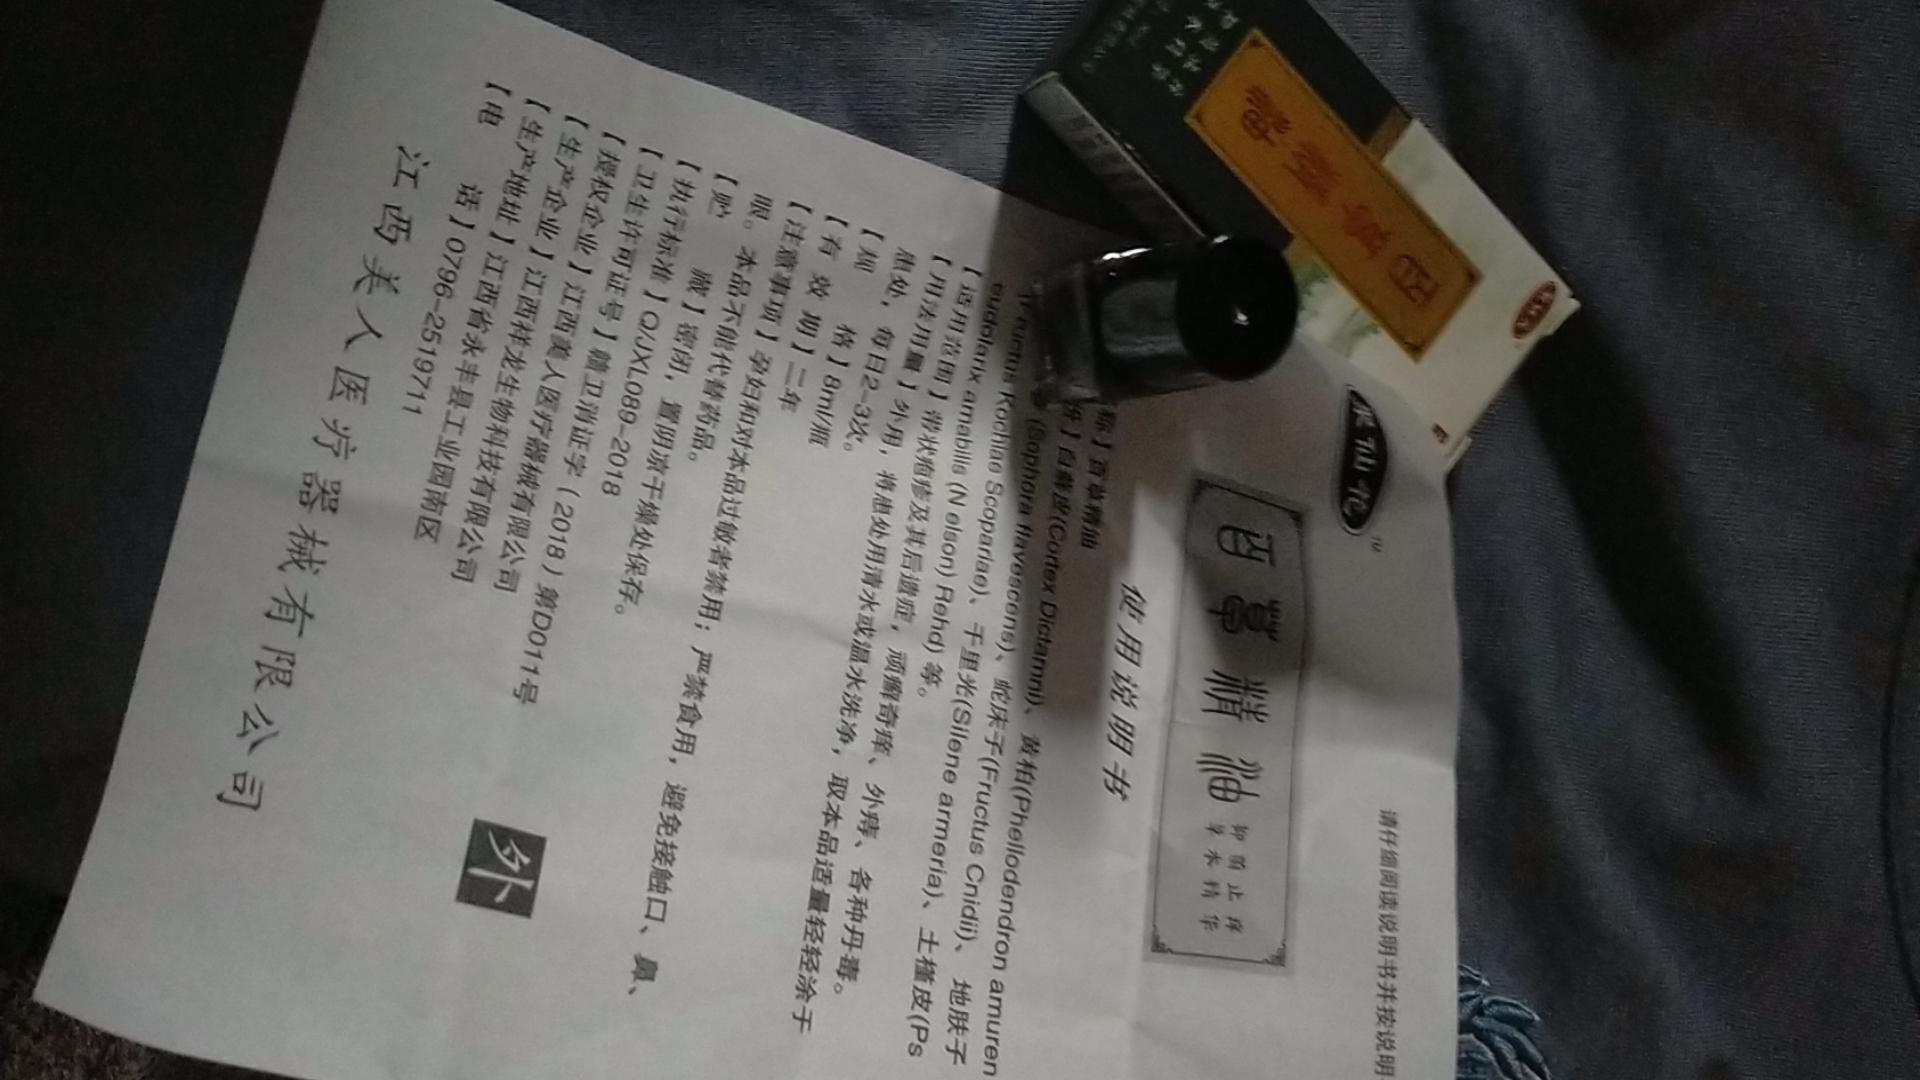 请仔细阅读说明书并按说明
百草精油
抑菌止痒
草木精华
使用说明书
百草精油
白鲜皮(Cortex Dictamni)、黄柏(Phellodendron amuren
(Sophora flavescens)、蛇床子(Fructus Cnidii)、地肤子
Kochiae Scopariae)、千里光(Silene armeria)、土槿皮(Ps
eudolarix amabilis (N elson) Rehd) 等。
【适用范围】带状疱疹及其后遗症，顽癣奇痒、外痔、各种丹毒。
【用法用量】外用，将患处用清水或温水洗净，取本品适量轻轻涂于
患处，每日2-3次。
【规 格】8ml/瓶
【有 效 期】二年
【注意事项】孕妇和对本品过敏者禁用；严禁食用，避免接触口、鼻、
眼。本品不能代替药品。
【贮 藏】密闭，置阴凉干燥处保存。
【执行标准】QJXL089-2018
【卫生许可证号】赣卫消证字（2018）第D011号
【授权企业】江西美人医疗器械有限公司
【生产企业】江西祥龙生物科技有限公司
【生产地址】江西省永丰县工业园南区
【电 话】0796-2519711
江西美人医疗器械有限公司
外